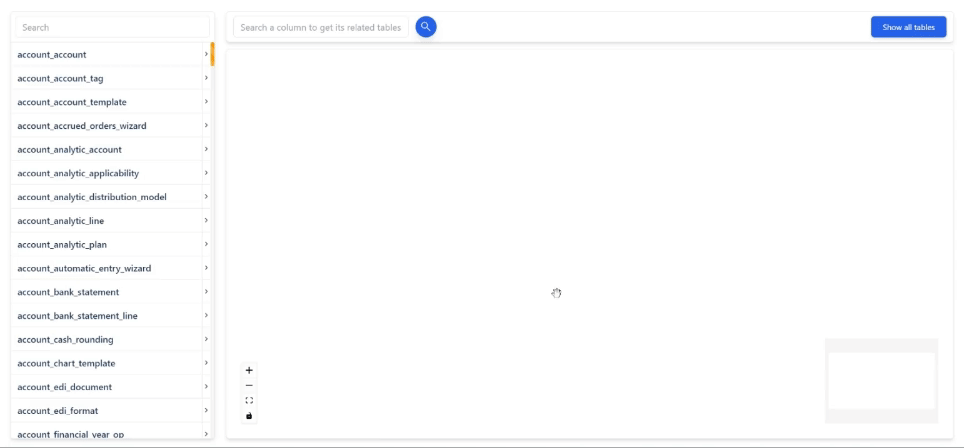 Search
account_account
account_account_tag
account_account_template
account_accrued_orders_wizard
account_analytic_account
account_analytic_applicability
account_analytic_distribution_model
account_analytic_line
account_analytic_plan
account_automatic_entry_wizard
account_bank_statement
account_bank_statement_line
account_cash_rounding
account_chart_template
account_edi_document
account_edi_format
account_financial_year_op
Search a column to get its related tables
Show all tables